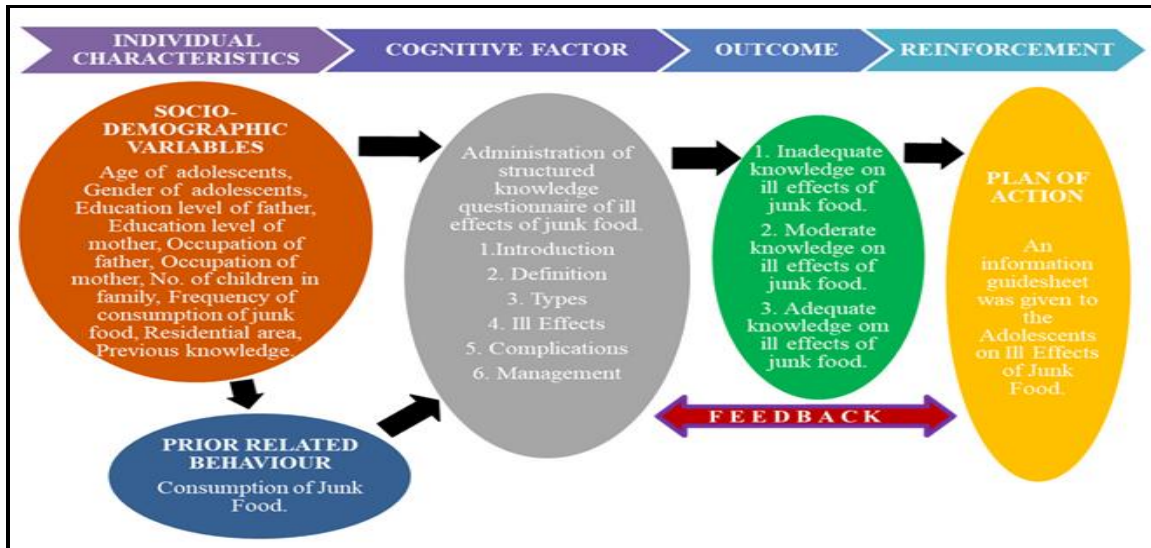 INDIVIDUAL
CHARACTERISTICS
COGNITIVE FACTOR
OUTCOME
REINFORCEMENT
SOCIO-
DEMOGRAPHIC
VARIABLES
Age of adolescents,
Gender of adolescents,
Education level of father,
Education level of
mother, Occupation of
father, Occupation of
mother, No. of children in
family, Frequency of
consumption of junk
food, Residential area,
Previous knowledge.
PRIOR RELATED
BEHAVIOUR
Consumption of Junk
Food.
Administration of
structured
knowledge
questionnaire of ill
effects of junk food.
1.Introduction
2. Definition
3. Types
4. Ill Effects
5. Complications
6. Management
1. Inadequate
knowledge on
ill effects of
junk food.
2. Moderate
knowledge on
ill effects of
junk food.
3. Adequate
knowledge om
ill effects of
junk food.
FEEDBACK
PLAN OF
ACTION
An
information
guidesheet
was given to
the
Adolescents
on Ill Effects
of Junk
Food.